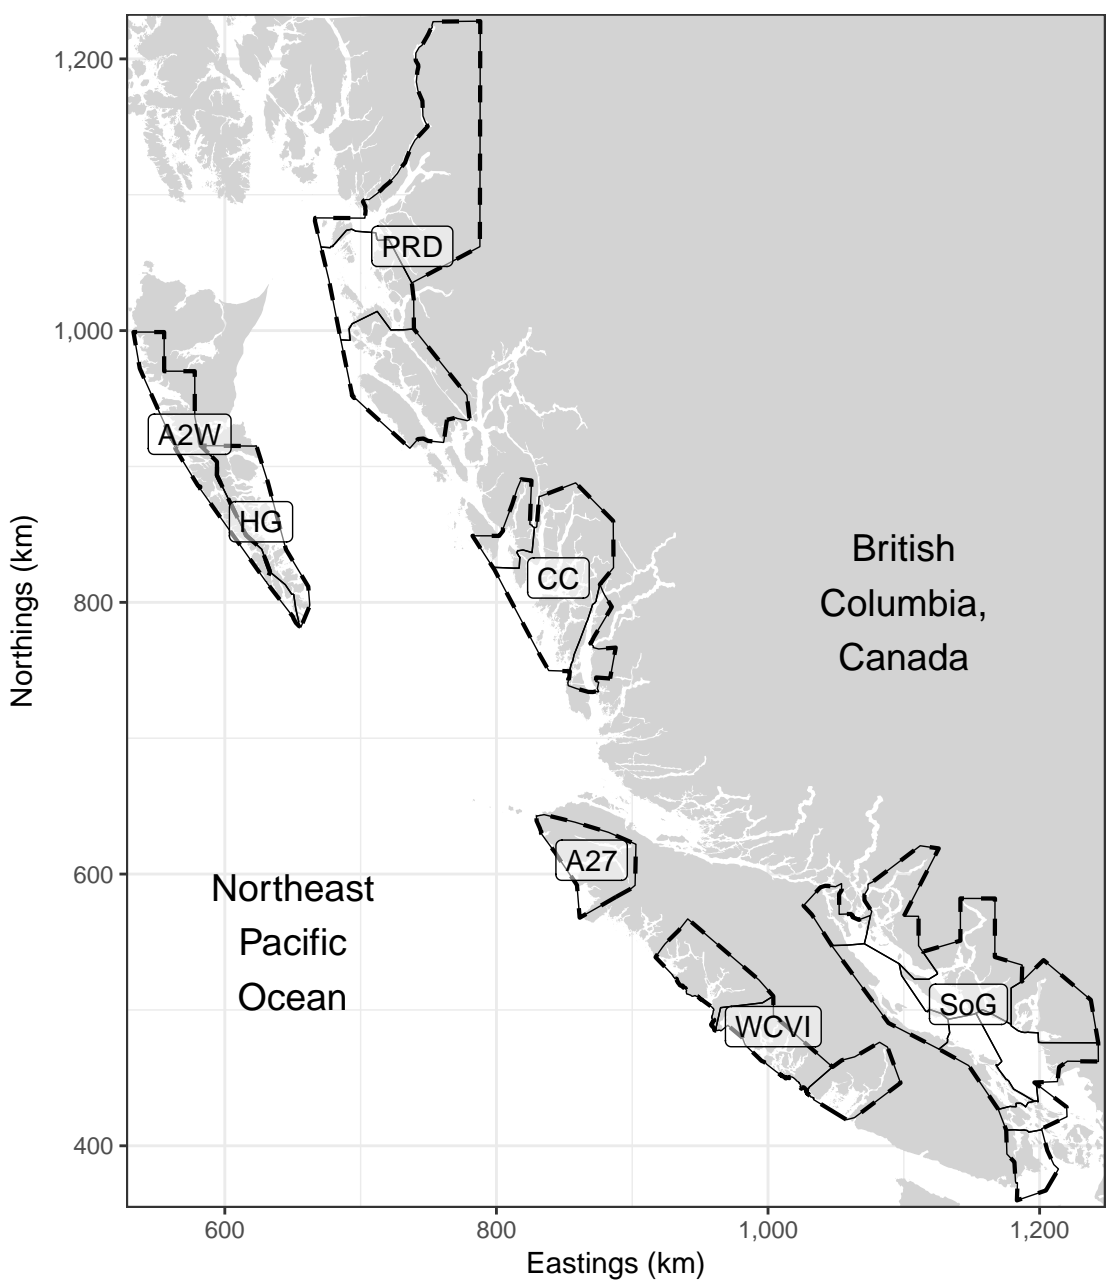 1,200
1,000
800
600
400
Northings (km)
PRD
A2W
HG
CC
British
Columbia,
Canada
A27
Northeast
Pacific
Ocean
SoG
WCVI
600
800
1,000
1,200
Eastings (km)